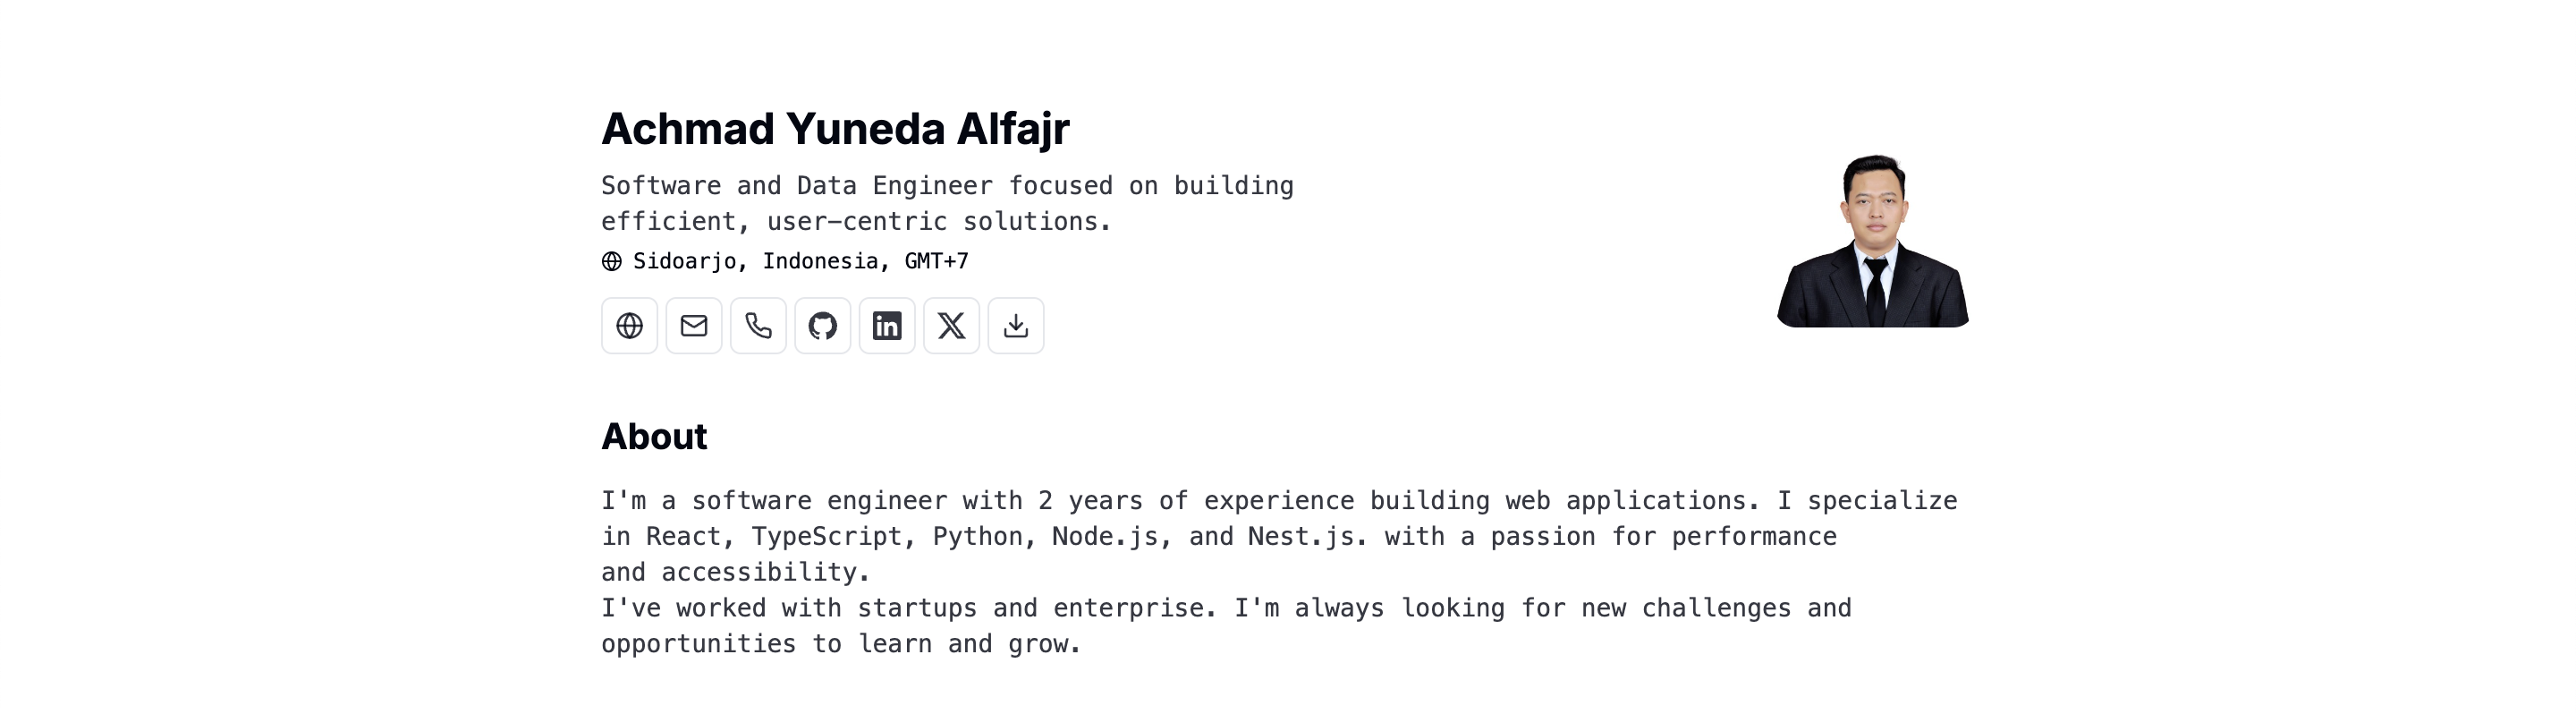 Achmad Yuneda Alfajr
Software and Data Engineer focused on building
efficient, user-centric solutions.
Sidoarjo, Indonesia, GMT+7
in
X
About
I'm a software engineer with 2 years of experience building web applications. I specialize
in React, TypeScript, Python, Node.js, and Nest.js. with a passion for performance
and accessibility.
I've worked with startups and enterprise. I'm always looking for new challenges and
opportunities to learn and grow.